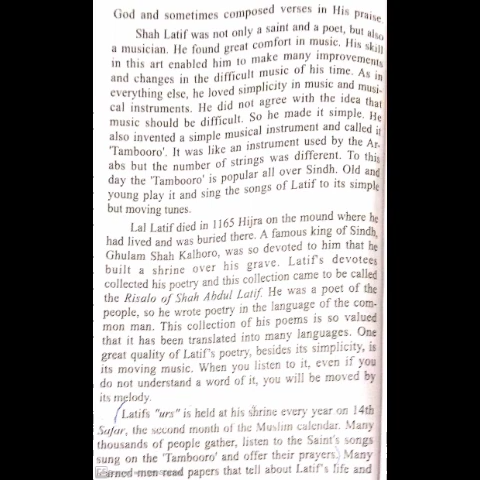 God and sometimes composed verses in His praise.
Shah Latif was not only a saint and a poet, but also
a musician. He found great comfort in music. His skill
in this art enabled him to make many improvements
and changes in the difficult music of his time. As in
everything else, he loved simplicity in music and musi-
cal instruments. He did not agree with the idea that
music should be difficult. So he made it simple. He
also invented a simple musical instrument and called it
'Tambooro'. It was like an instrument used by the Ar-
abs but the number of strings was different. To this
day the 'Tambooro' is popular all over Sindh. Old and
young play it and sing the songs of Latif to its simple
but moving tunes.
Lal Latif died in 1165 Hijra on the mound where he
had lived and was buried there. A famous king of Sindh,
Ghulam Shah Kalhoro, was so devoted to him that he
built a shrine over his grave. Latif's devotees
collected his poetry and this collection came to be called
the Risalo of Shah Abdul Latif. He was a poet of the
people, so he wrote poetry in the language of the com-
mon man. This collection of his poems is so valued
that it has been translated into many languages. One
great quality of Latif's poetry, besides its simplicity, is
its moving music. When you listen to it, even if you
do not understand a word of it, you will be moved by
its melody.
Latifs "urs" is held at his shrine every year on 14th
Safar, the second month of the Muslim calendar. Many
thousands of people gather, listen to the Saint's songs
sung on the 'Tambooro' and offer their prayers. Many
learned men read papers that tell about Latif's life and